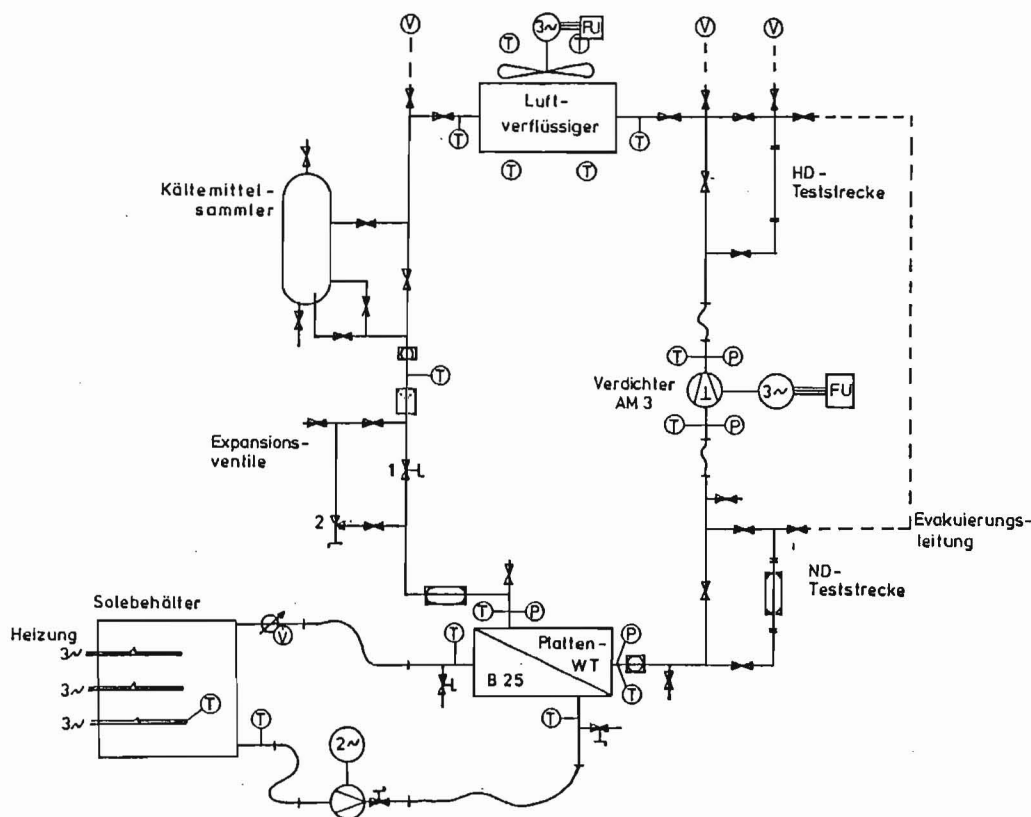 V
V
V
3~
FU
T
T
Luft-
verflüssiger
T
T
T
T
HD-
Teststrecke
Kältemittel-
sammler
T
T
P
Verdichter
AM 3
3~
FU
T
P
Expansions-
ventile
1
2
Evakuierungs-
leitung
ND-
Teststrecke
Solebehälter
Heizung
3~
3~
3~
T
V
T
T
P
Platten-
WT
B 25
P
T
T
T
2~